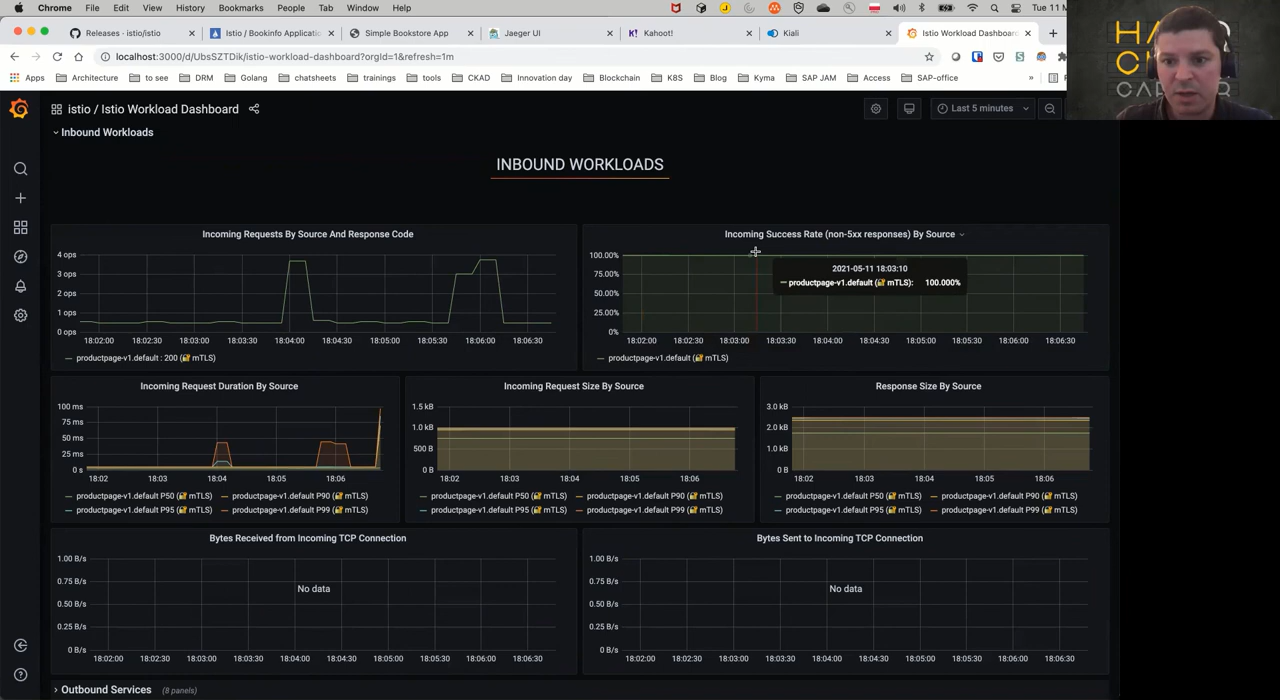 Chrome File Edit View History Bookmarks People Tab Window Help Tue 11 M
Releases · istio/istio Istio / Bookinfo Applicatio Simple Bookstore App Jaeger UI Kahoot! Kiali Istio Workload Dashboard
localhost:3000/d/UbsSZTDik/istio-workload-dashboard?orgId=1&refresh=1m
Apps Architecture to see DRM Golang chatsheets trainings tools CKAD Innovation day Blockchain K8S Blog Kyma SAP JAM Access SAP-office
istio / Istio Workload Dashboard Last 5 minutes
Inbound Workloads
INBOUND WORKLOADS
Incoming Requests By Source And Response Code
4 ops
3 ops
2 ops
1 ops
0 ops
18:02:00 18:02:30 18:03:00 18:03:30 18:04:00 18:04:30 18:05:00 18:05:30 18:06:00 18:06:30
productpage-v1.default : 200 (🔐 mTLS)
Incoming Success Rate (non-5xx responses) By Source
100.00%
75.00%
50.00%
25.00%
0%
2021-05-11 18:03:10
productpage-v1.default (🔐 mTLS): 100.000%
18:02:00 18:02:30 18:03:00 18:03:30 18:04:00 18:04:30 18:05:00 18:05:30 18:06:00 18:06:30
productpage-v1.default (🔐 mTLS)
Incoming Request Duration By Source
100 ms
75 ms
50 ms
25 ms
0 s
18:02 18:03 18:04 18:05 18:06
productpage-v1.default P50 (🔐 mTLS) productpage-v1.default P90 (🔐 mTLS)
productpage-v1.default P95 (🔐 mTLS) productpage-v1.default P99 (🔐 mTLS)
Incoming Request Size By Source
1.5 kB
1.0 kB
500 B
0 B
18:02 18:03 18:04 18:05 18:06
productpage-v1.default P50 (🔐 mTLS) productpage-v1.default P90 (🔐 mTLS)
productpage-v1.default P95 (🔐 mTLS) productpage-v1.default P99 (🔐 mTLS)
Response Size By Source
3.0 kB
2.0 kB
1.0 kB
0 B
18:02 18:03 18:04 18:05 18:06
productpage-v1.default P50 (🔐 mTLS) productpage-v1.default P90 (🔐 mTLS)
productpage-v1.default P95 (🔐 mTLS) productpage-v1.default P99 (🔐 mTLS)
Bytes Received from Incoming TCP Connection
1.00 B/s
0.75 B/s
0.50 B/s
0.25 B/s
0 B/s
No data
18:02:00 18:02:30 18:03:00 18:03:30 18:04:00 18:04:30 18:05:00 18:05:30 18:06:00 18:06:30
Bytes Sent to Incoming TCP Connection
1.00 B/s
0.75 B/s
0.50 B/s
0.25 B/s
0 B/s
No data
18:02:00 18:02:30 18:03:00 18:03:30 18:04:00 18:04:30 18:05:00 18:05:30 18:06:00 18:06:30
Outbound Services (8 panels)